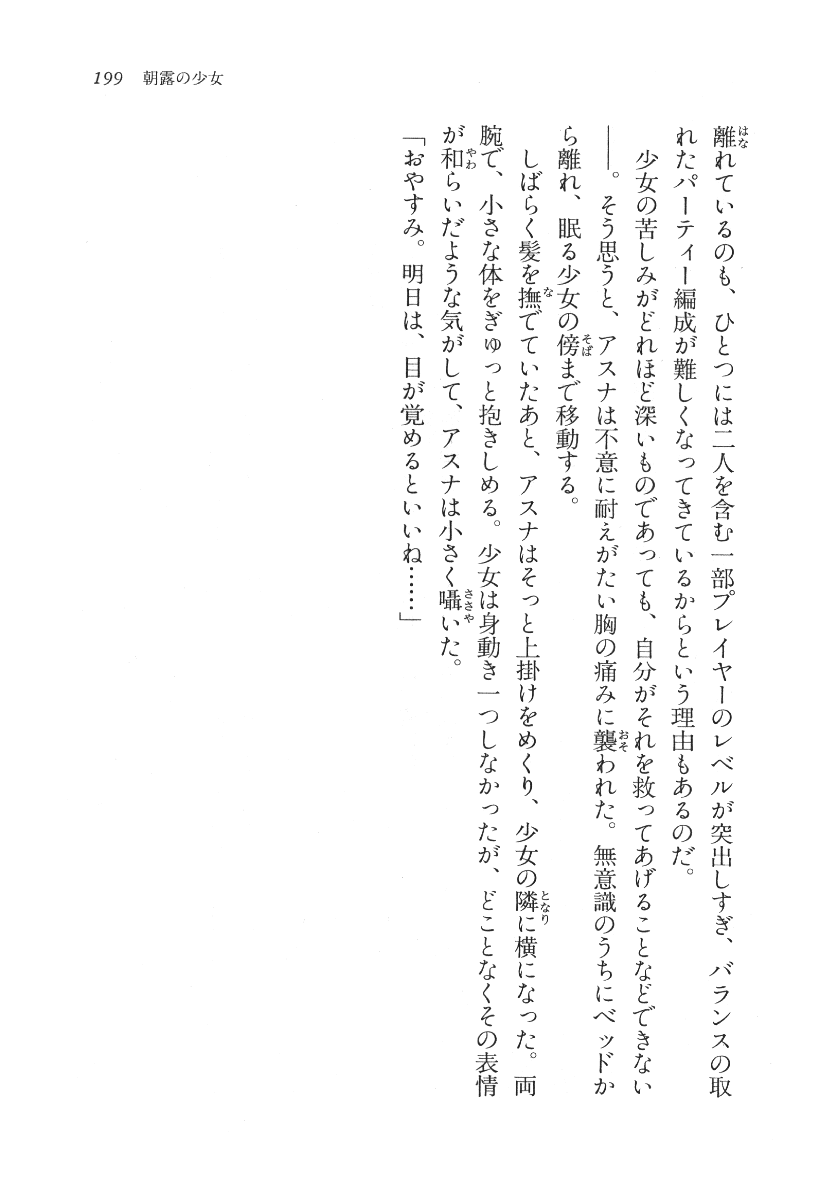 199 朝露の少女
離れているのも、ひとつには二人を含む一部プレイヤーのレベルが突出しすぎ、バランスの取
れたパーティー編成が難しくなってきているからという理由もあるのだ。
少女の苦しみがどれほど深いものであっても、自分がそれを救ってあげることなどできない
――。そう思うと、アスナは不意に耐えがたい胸の痛みに襲われた。無意識のうちにベッドか
ら離れ、眠る少女の傍まで移動する。
しばらく髪を撫でていたあと、アスナはそっと上掛けをめくり、少女の隣に横になった。両
腕で、小さな体をぎゅっと抱きしめる。少女は身動き一つしなかったが、どことなくその表情
が和らいだような気がして、アスナは小さく囁いた。
「おやすみ。明日は、目が覚めるといいね……」